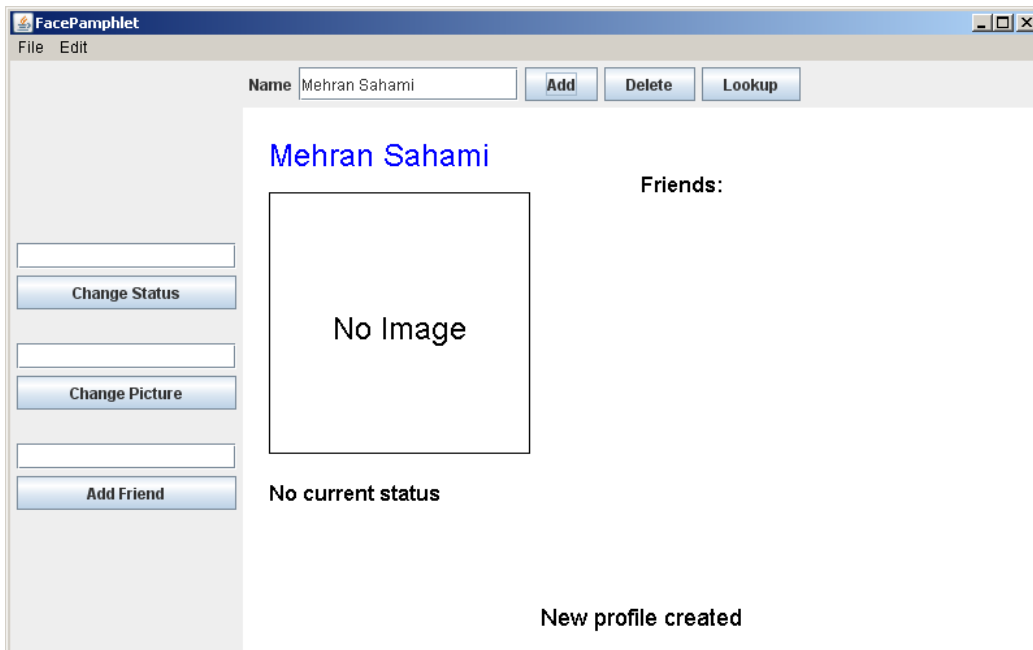 FacePamphlet
File Edit
Name Mehran Sahami Add Delete Lookup
Mehran Sahami
Friends:
Change Status
No Image
Change Picture
Add Friend
No current status
New profile created